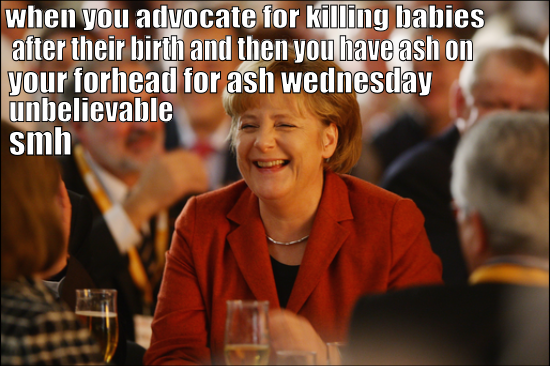 when you advocate for killing babies
after their birth and then you have ash on
your forhead for ash wednesday
unbelievable
smh